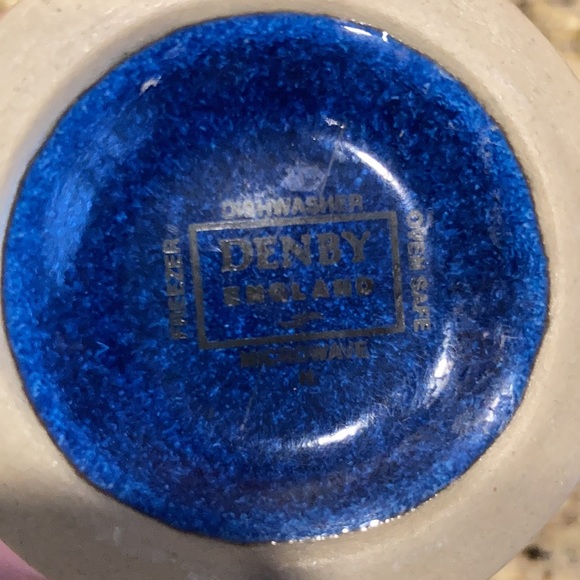 DISHWASHER
DENBY
ENGLAND
FREEZER
OVEN SAFE
MICROWAVE